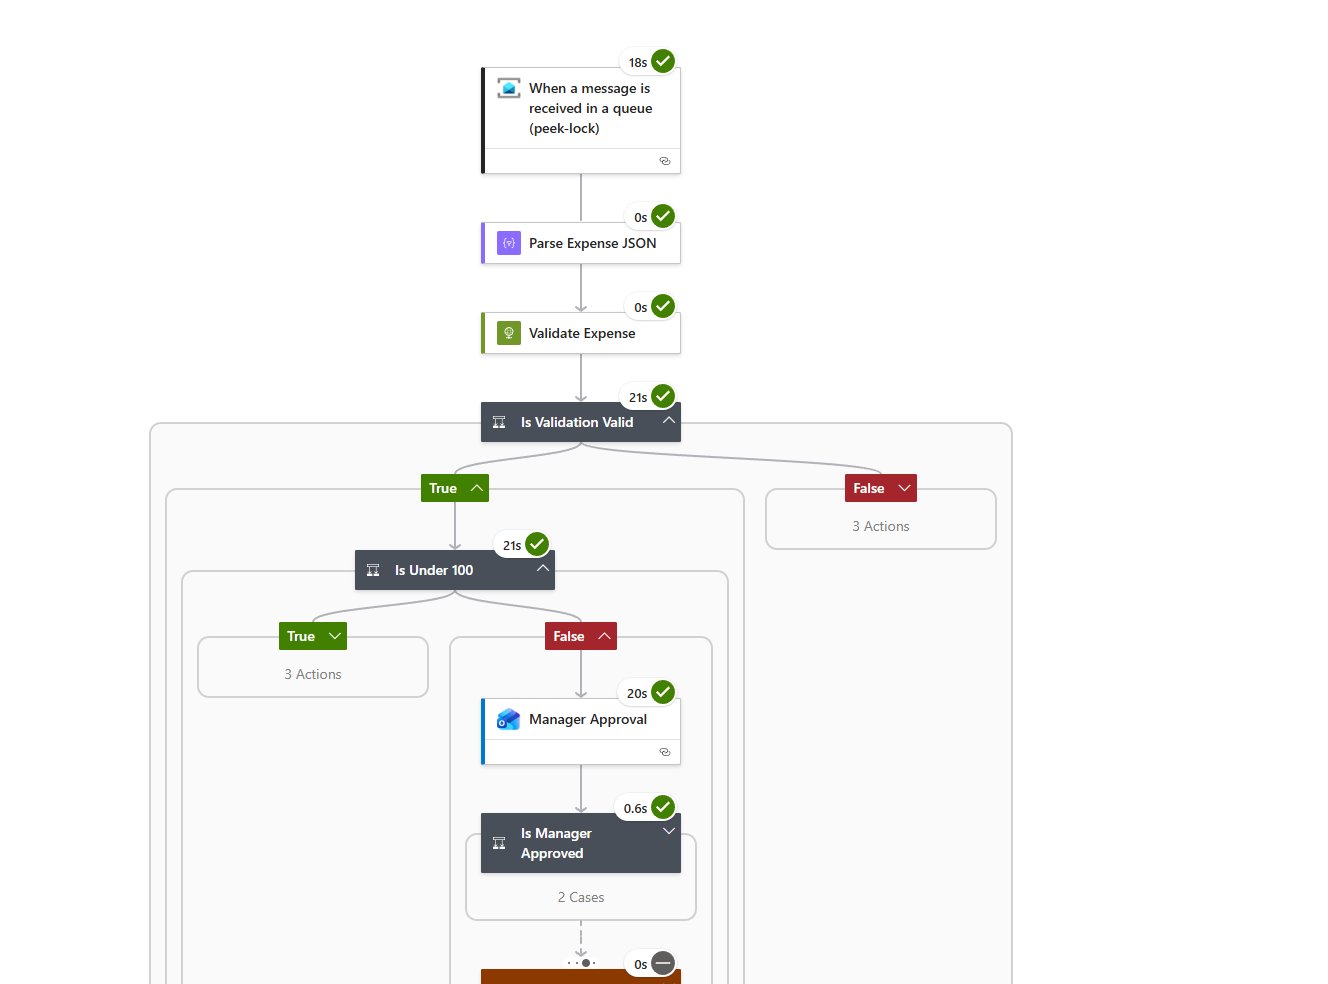 18s
When a message is
received in a queue
(peek-lock)
0s
Parse Expense JSON
0s
Validate Expense
21s
Is Validation Valid
True
False
3 Actions
21s
Is Under 100
True
False
3 Actions
20s
Manager Approval
0.6s
Is Manager
Approved
2 Cases
0s